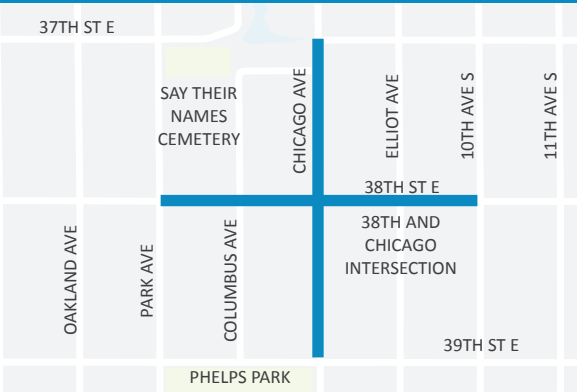 37TH ST E
SAY THEIR
NAMES
CEMETERY
CHICAGO AVE
ELLIOT AVE
10TH AVE S
11TH AVE S
38TH ST E
38TH AND
CHICAGO
INTERSECTION
OAKLAND AVE
PARK AVE
COLUMBUS AVE
39TH ST E
PHELPS PARK